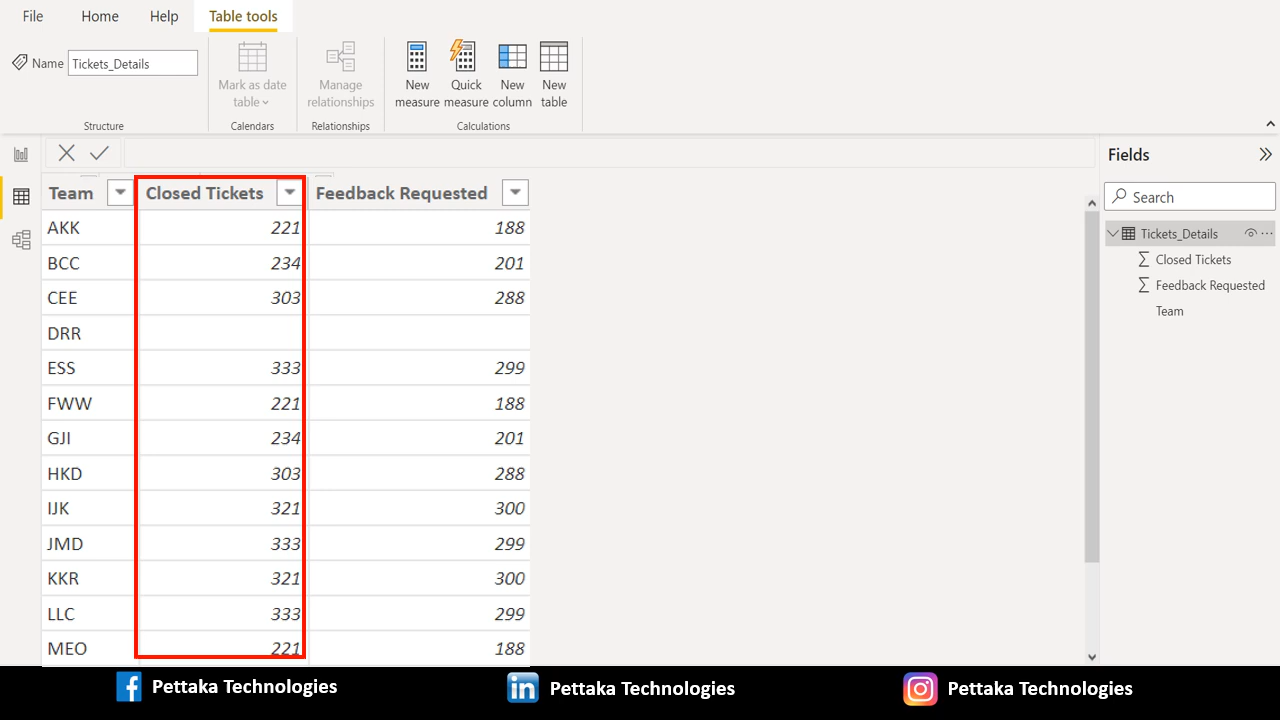 File Home Help Table tools
Name Tickets_Details
Mark as date table
Manage relationships
New measure
Quick measure
New column
New table
Structure Calendars Relationships Calculations
Fields
Search
Tickets_Details
Closed Tickets
Feedback Requested
Team
Team Closed Tickets Feedback Requested
AKK 221 188
BCC 234 201
CEE 303 288
DRR
ESS 333 299
FWW 221 188
GJI 234 201
HKD 303 288
IJK 321 300
JMD 333 299
KKR 321 300
LLC 333 299
MEO 221 188
Pettaka Technologies Pettaka Technologies Pettaka Technologies